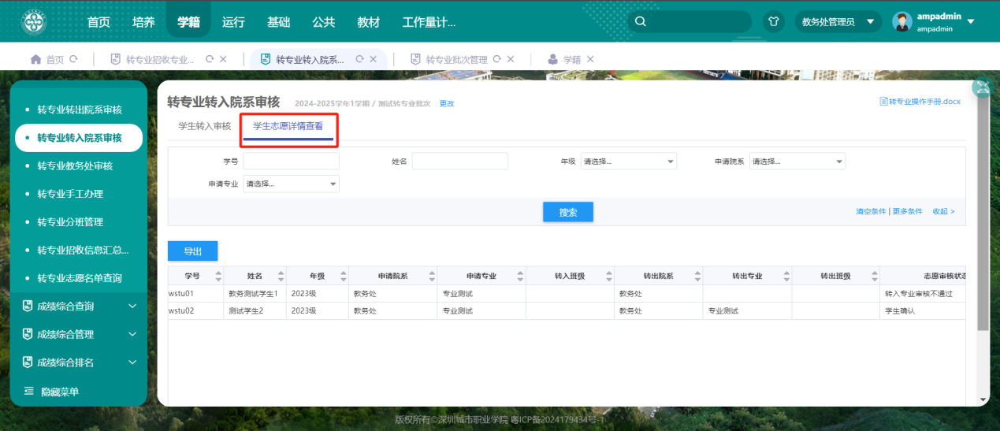 首页 培养 学籍 运行 基础 公共 教材 工作量计... 教务处管理员 ampadmin
ampadmin
首页 转专业招收专业... 转专业转入院系... 转专业批次管理 学籍
转专业转出院系审核
转专业转入院系审核
转专业教务处审核
转专业手工办理
转专业分班管理
转专业招收信息汇总...
转专业志愿名单查询
成绩综合查询
成绩综合管理
成绩综合排名
隐藏菜单
转专业转入院系审核 2024-2025学年1学期 / 测试转专业批次 更改 转专业操作手册.docx
学生转入审核 学生志愿详情查看
学号 姓名 年级 请选择... 申请院系 请选择...
申请专业 请选择...
搜索 清空条件 | 更多条件 收起 >
导出
学号 姓名 年级 申请院系 申请专业 转入班级 转出院系 转出专业 转出班级 志愿审核状态
wstu01 教务测试学生1 2023级 教务处 专业测试 教务处 转入专业审核不通过
wstu02 测试学生2 2023级 教务处 专业测试 教务处 专业测试 学生确认
版权所有©深圳城市职业学院 粤ICP备2024179434号-1